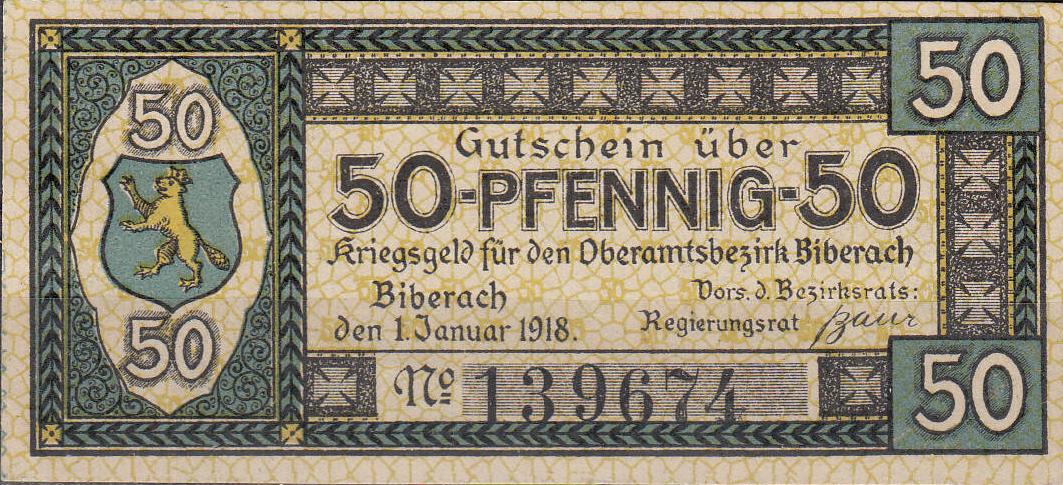 50
50
50
Gutschein über
50-PFENNIG-50
Kriegsgeld für den Oberamtsbezirk Biberach
Biberach
den 1. Januar 1918.
Vors. d. Bezirksrats:
Regierungsrat Baur
No 139674
50